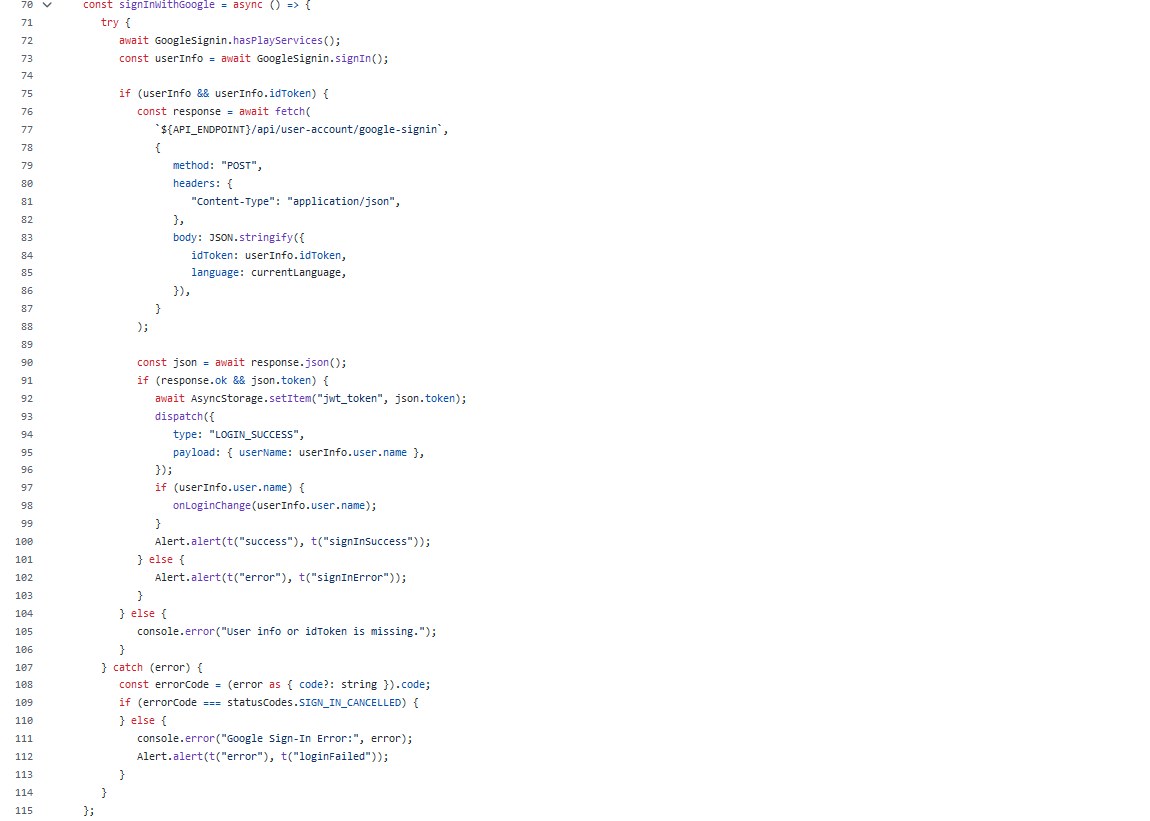 70 const signInWithGoogle = async () => {
71 try {
72 await GoogleSignin.hasPlayServices();
73 const userInfo = await GoogleSignin.signIn();
74
75 if (userInfo && userInfo.idToken) {
76 const response = await fetch(
77 `${API_ENDPOINT}/api/user-account/google-signin`,
78 {
79 method: "POST",
80 headers: {
81 "Content-Type": "application/json",
82 },
83 body: JSON.stringify({
84 idToken: userInfo.idToken,
85 language: currentLanguage,
86 }),
87 }
88 );
89
90 const json = await response.json();
91 if (response.ok && json.token) {
92 await AsyncStorage.setItem("jwt_token", json.token);
93 dispatch({
94 type: "LOGIN_SUCCESS",
95 payload: { userName: userInfo.user.name },
96 });
97 if (userInfo.user.name) {
98 onLoginChange(userInfo.user.name);
99 }
100 Alert.alert(t("success"), t("signInSuccess"));
101 } else {
102 Alert.alert(t("error"), t("signInError"));
103 }
104 } else {
105 console.error("User info or idToken is missing.");
106 }
107 } catch (error) {
108 const errorCode = (error as { code?: string }).code;
109 if (errorCode === statusCodes.SIGN_IN_CANCELLED) {
110 } else {
111 console.error("Google Sign-In Error:", error);
112 Alert.alert(t("error"), t("loginFailed"));
113 }
114 }
115 };